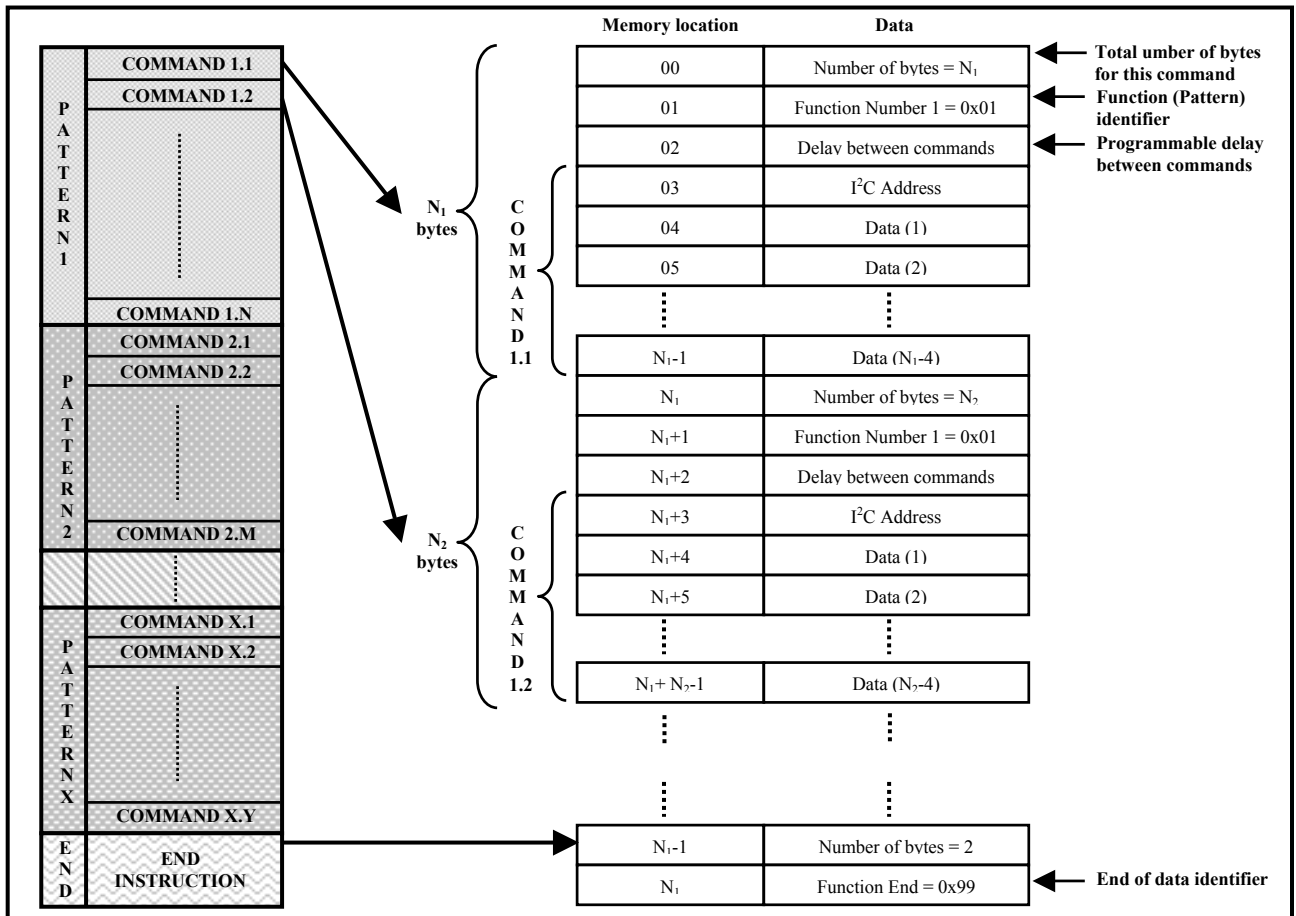 Memory location
Data
COMMAND 1.1
COMMAND 1.2
COMMAND 1.N
PATTERN1
COMMAND 2.1
COMMAND 2.2
COMMAND 2.M
PATTERN2
COMMAND X.1
COMMAND X.2
COMMAND X.Y
PATTERNX
END
END
INSTRUCTION
N₁
bytes
COMMAND
1.1
N₂
bytes
COMMAND
1.2
00 Number of bytes = N₁
01 Function Number 1 = 0x01
02 Delay between commands
03 I²C Address
04 Data (1)
05 Data (2)
N₁-1 Data (N₁-4)
N₁ Number of bytes = N₂
N₁+1 Function Number 1 = 0x01
N₁+2 Delay between commands
N₁+3 I²C Address
N₁+4 Data (1)
N₁+5 Data (2)
N₁+ N₂-1 Data (N₂-4)
N₁-1 Number of bytes = 2
N₁ Function End = 0x99
Total umber of bytes
for this command
Function (Pattern)
identifier
Programmable delay
between commands
End of data identifier